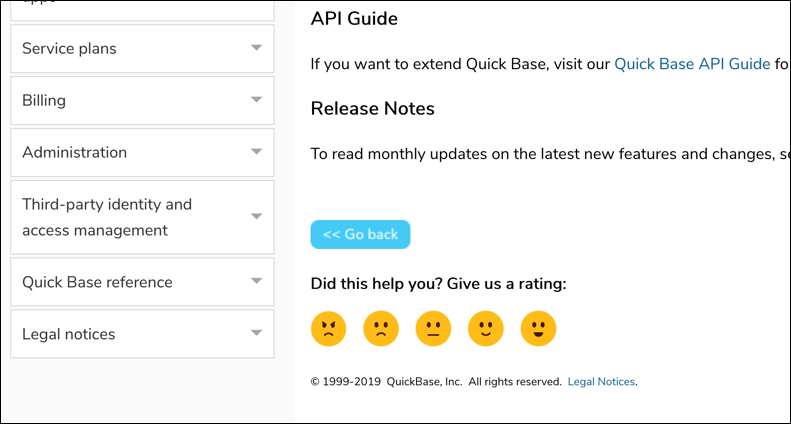 Service plans
Billing
Administration
Third-party identity and
access management
Quick Base reference
Legal notices
API Guide
If you want to extend Quick Base, visit our Quick Base API Guide fo
Release Notes
To read monthly updates on the latest new features and changes, se
<< Go back
Did this help you? Give us a rating:
© 1999-2019 QuickBase, Inc. All rights reserved. Legal Notices.